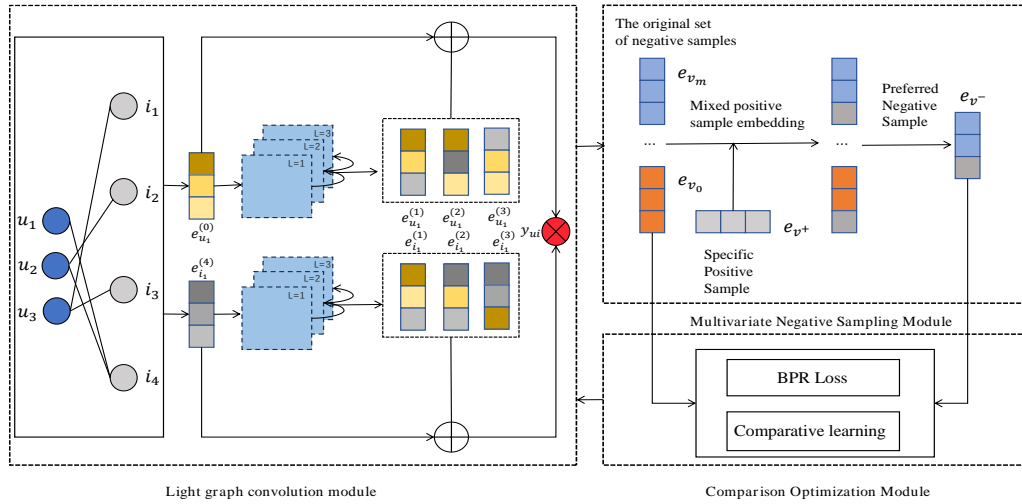 u₁
u₂
u₃
i₁
i₂
i₃
i₄
e_{u₁}^{(0)}
e_{i₁}^{(4)}
L=3
L=2
L=1
L=3
L=2
L=1
e_{u₁}^{(1)} e_{u₁}^{(2)} e_{u₁}^{(3)}
e_{i₁}^{(1)} e_{i₁}^{(2)} e_{i₁}^{(3)}
y_{ui}
Light graph convolution module
The original set
of negative samples
e_{v_m}
Mixed positive
sample embedding
...
...
e_{v_0}
e_{v^+}
Specific
Positive
Sample
Preferred
Negative
Sample
e_{v^-}
Multivariate Negative Sampling Module
BPR Loss
Comparative learning
Comparison Optimization Module